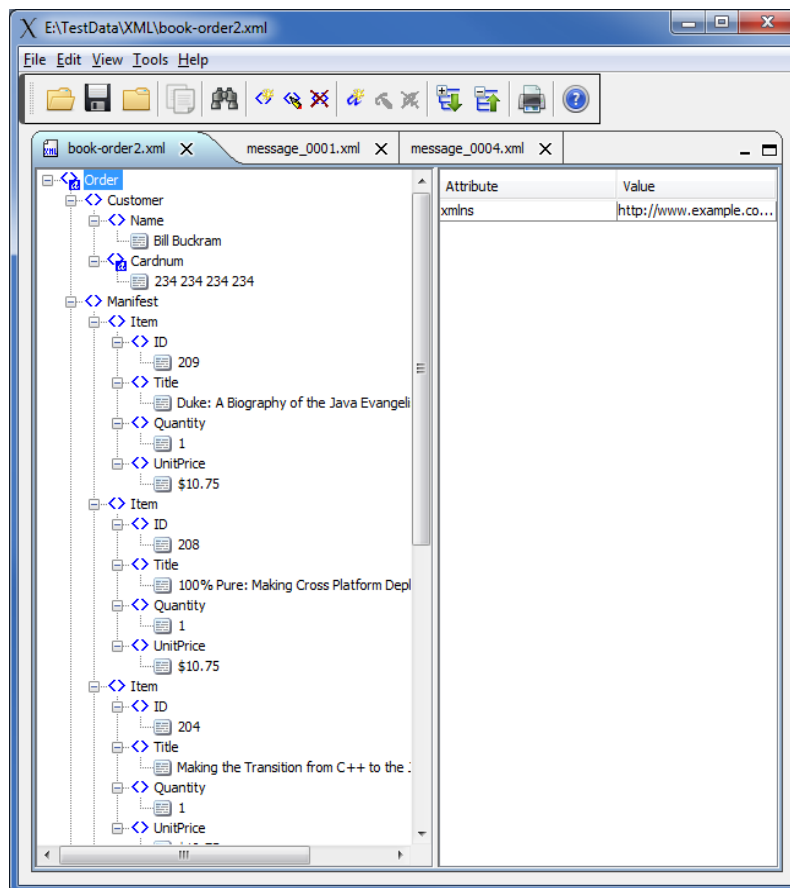 E:\TestData\XML\book-order2.xml
File Edit View Tools Help
book-order2.xml X message_0001.xml X message_0004.xml X
Order
Attribute Value
xmlns http://www.example.co...
Customer
Name
Bill Buckram
Cardnum
234 234 234 234
Manifest
Item
ID
209
Title
Duke: A Biography of the Java Evangeli
Quantity
1
UnitPrice
$10.75
Item
ID
208
Title
100% Pure: Making Cross Platform Depl
Quantity
1
UnitPrice
$10.75
Item
ID
204
Title
Making the Transition from C++ to the
Quantity
1
UnitPrice